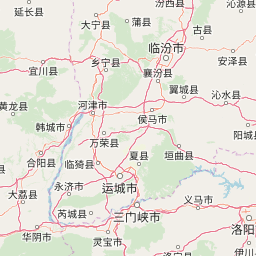 延长县
大宁县
蒲县
汾西县
沁源县
临汾市
安泽县
宜川县
乡宁县
襄汾县
翼城县
沁水县
黄龙县
河津市
侯马市
韩城市
万荣县
阳城县
合阳县
临猗县
夏县
垣曲县
永济市
运城市
大荔县
芮城县
三门峡市
义马市
洛阳
华阴市
灵宝市
伊川